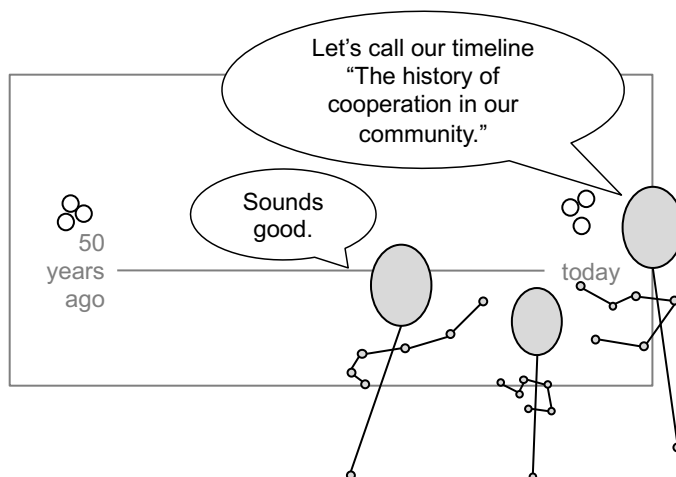 Let’s call our timeline
“The history of
cooperation in our
community.”
Sounds
good.
50
years
ago
today